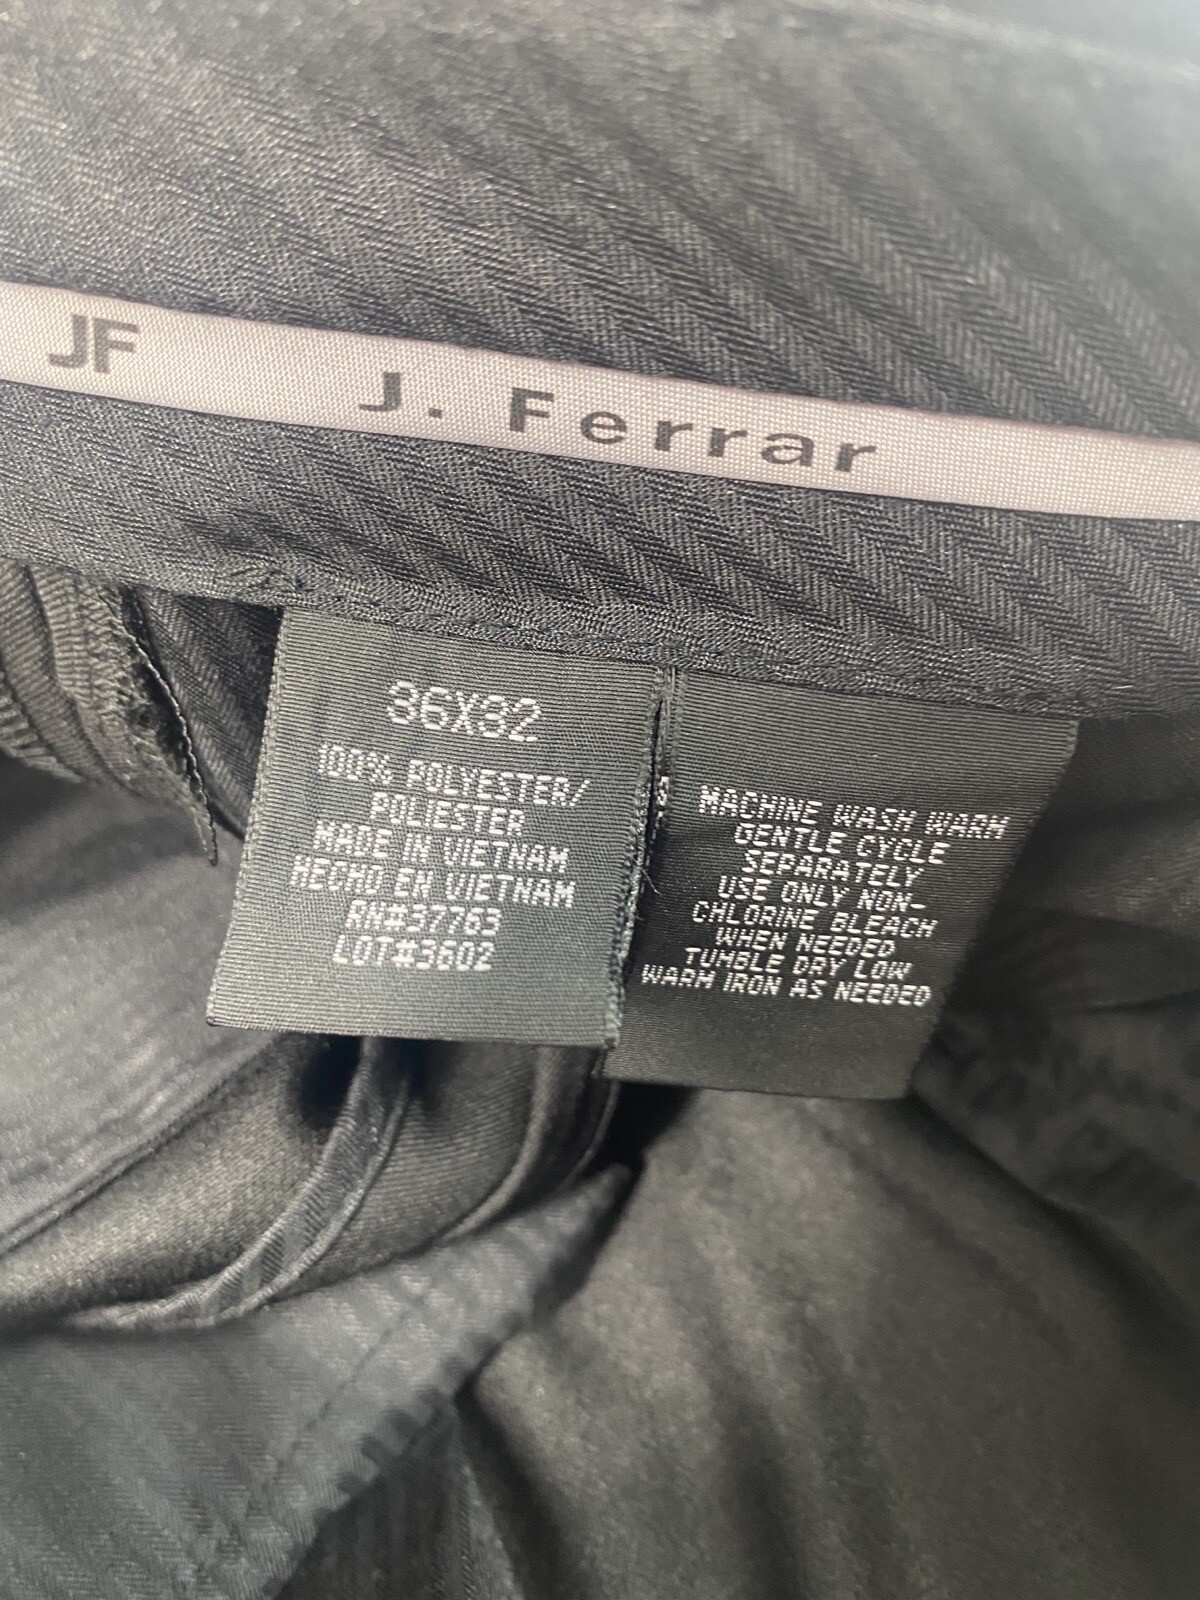 JF J. Ferrar
36X32
100% POLYESTER/
POLIESTER
MADE IN VIETNAM
HECHO EN VIETNAM
RN#37763
LOT#3602
MACHINE WASH WARM
GENTLE CYCLE
SEPARATELY
USE ONLY NON-
CHLORINE BLEACH
WHEN NEEDED
TUMBLE DRY LOW
WARM IRON AS NEEDED